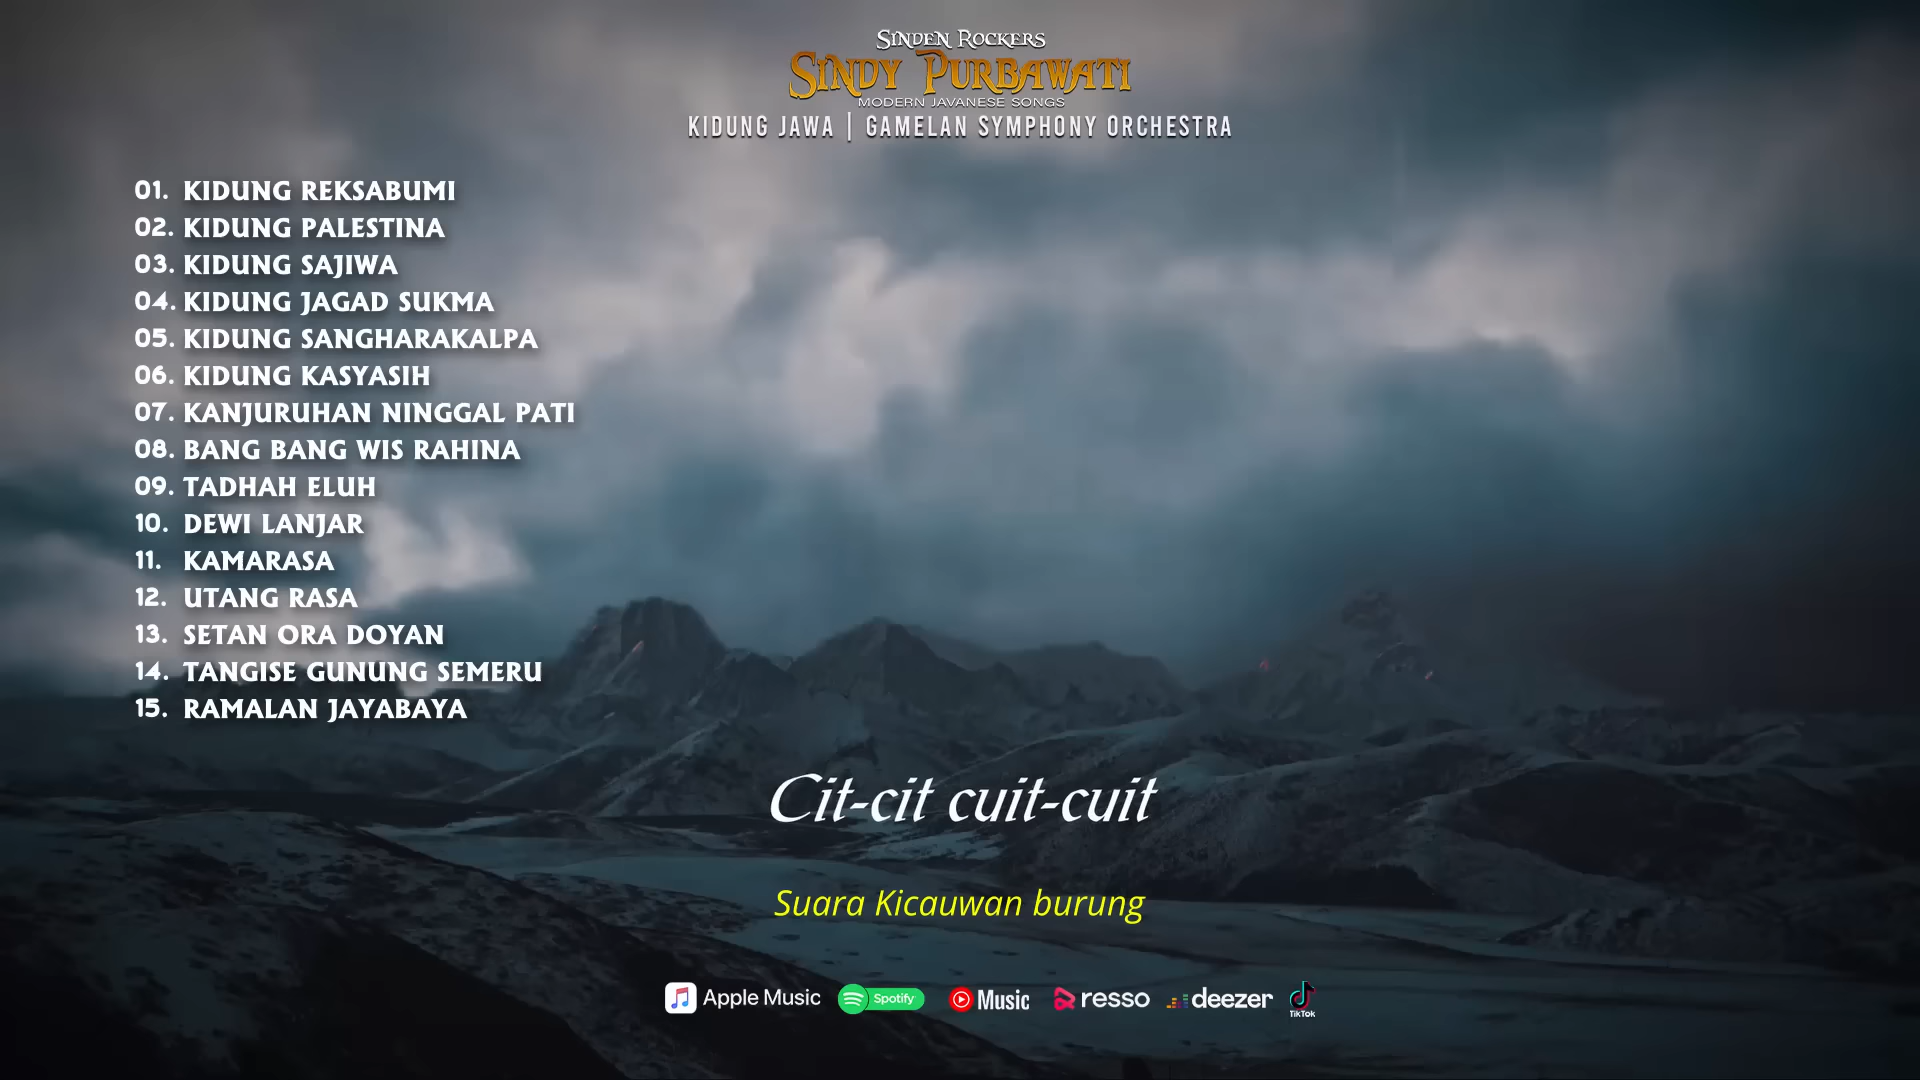 SINDEN ROCKERS
SINDY PURBAWATI
MODERN JAVANESE SONGS
KIDUNG JAWA | GAMELAN SYMPHONY ORCHESTRA
01. KIDUNG REKSABUMI
02. KIDUNG PALESTINA
03. KIDUNG SAJIWA
04. KIDUNG JAGAD SUKMA
05. KIDUNG SANGHARAKALPA
06. KIDUNG KASYASIH
07. KANJURUHAN NINGGAL PATI
08. BANG BANG WIS RAHINA
09. TADHAH ELUH
10. DEWI LANJAR
11. KAMARASA
12. UTANG RASA
13. SETAN ORA DOYAN
14. TANGISE GUNUNG SEMERU
15. RAMALAN JAYABAYA
Cit-cit cuit-cuit
Suara Kicauwan burung
Apple Music Spotify Music resso deezer TikTok